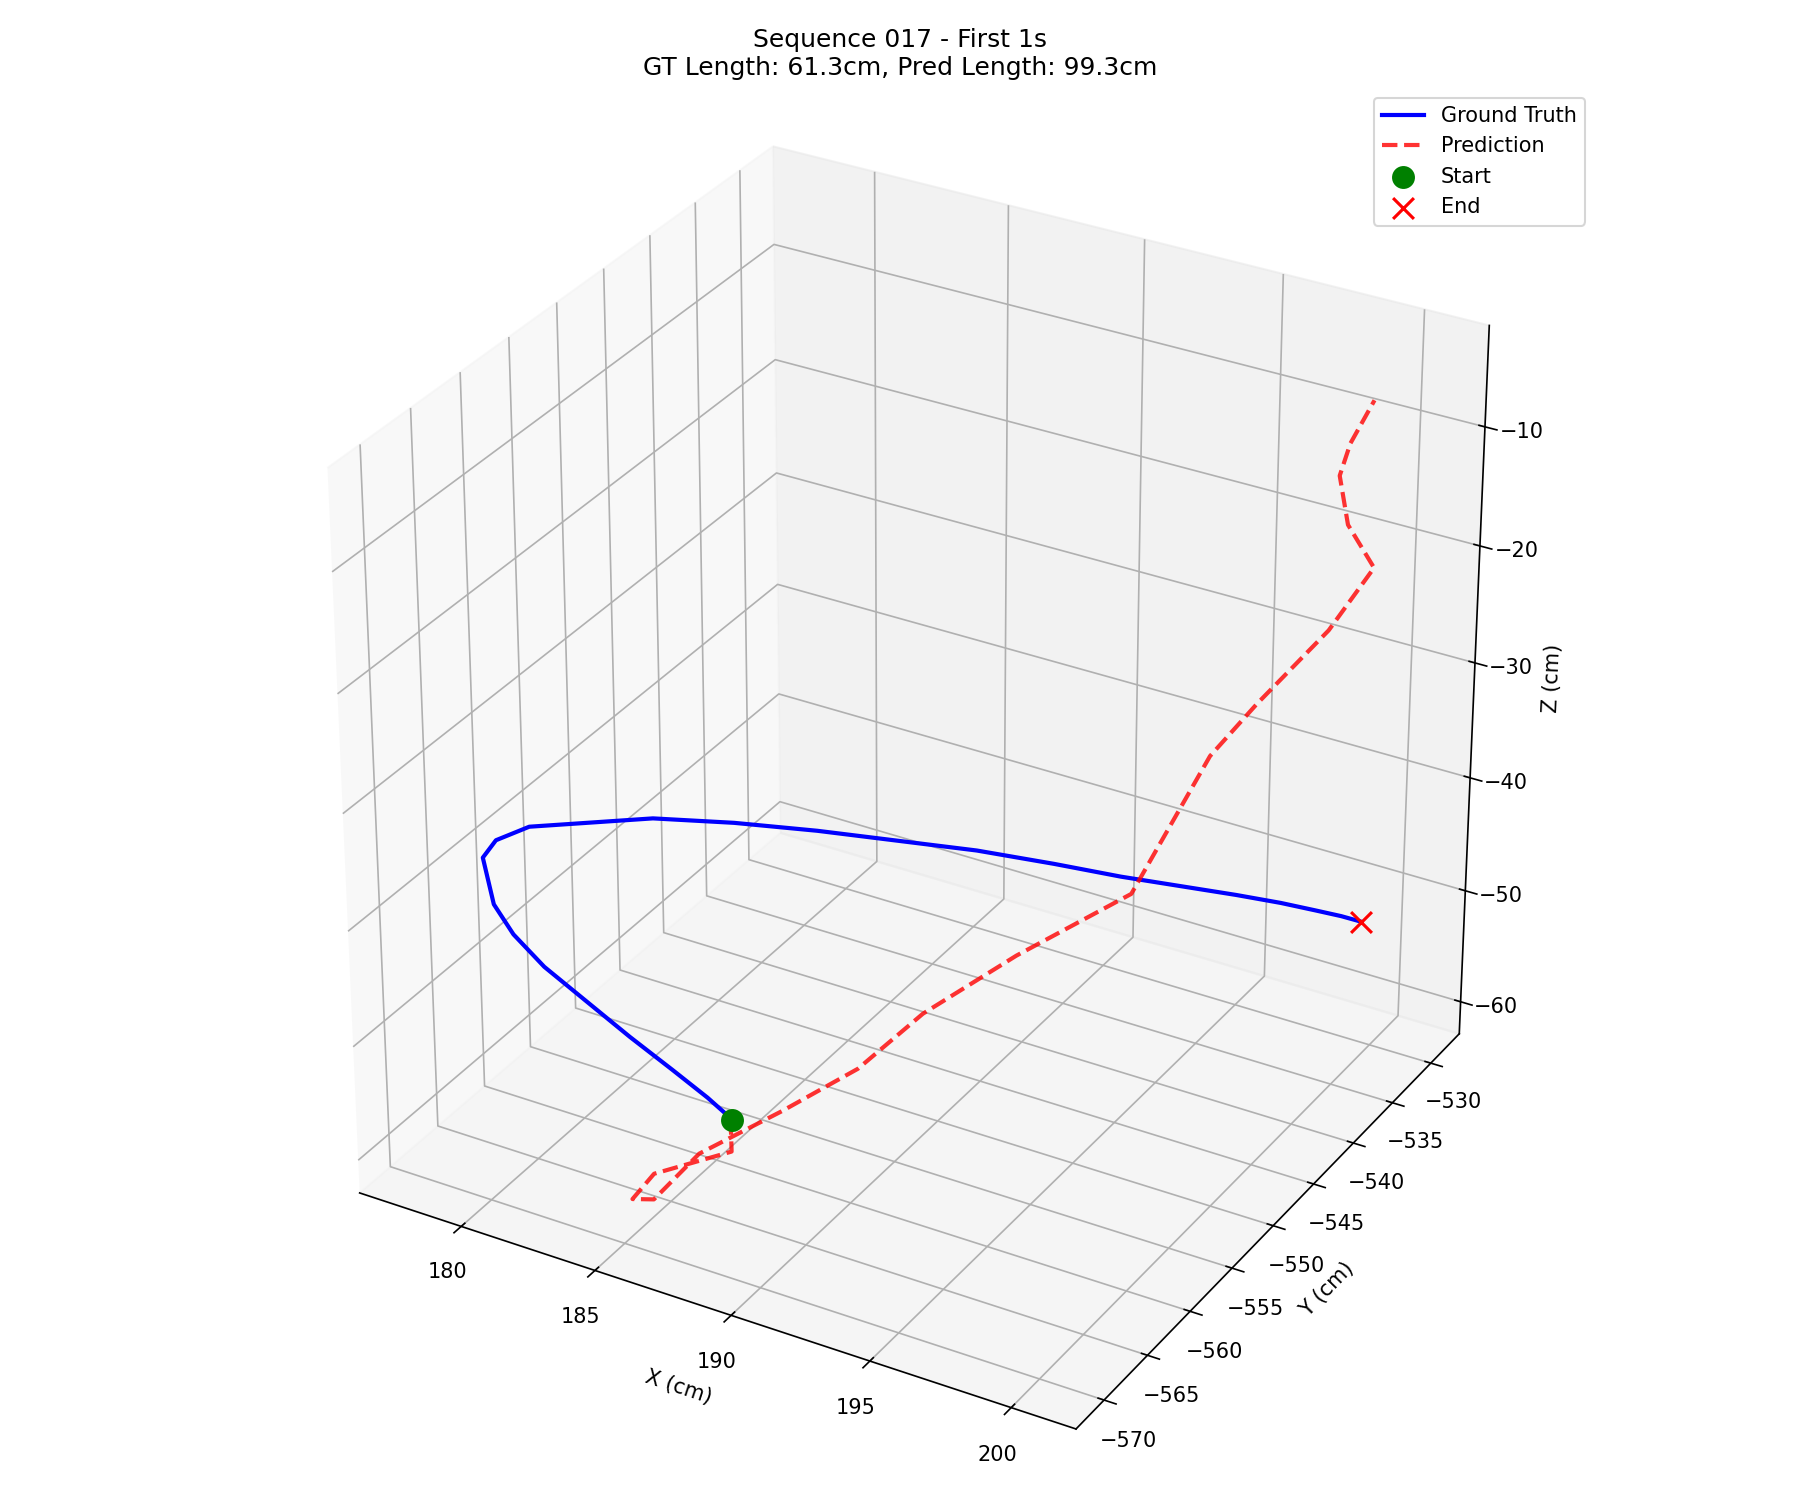 Sequence 017 - First 1s
GT Length: 61.3cm, Pred Length: 99.3cm
Ground Truth
Prediction
Start
End
−10
−20
−30
−40
−50
−60
Z (cm)
−530
−535
−540
−545
−550
−555
−560
−565
−570
Y (cm)
180
185
190
195
200
X (cm)